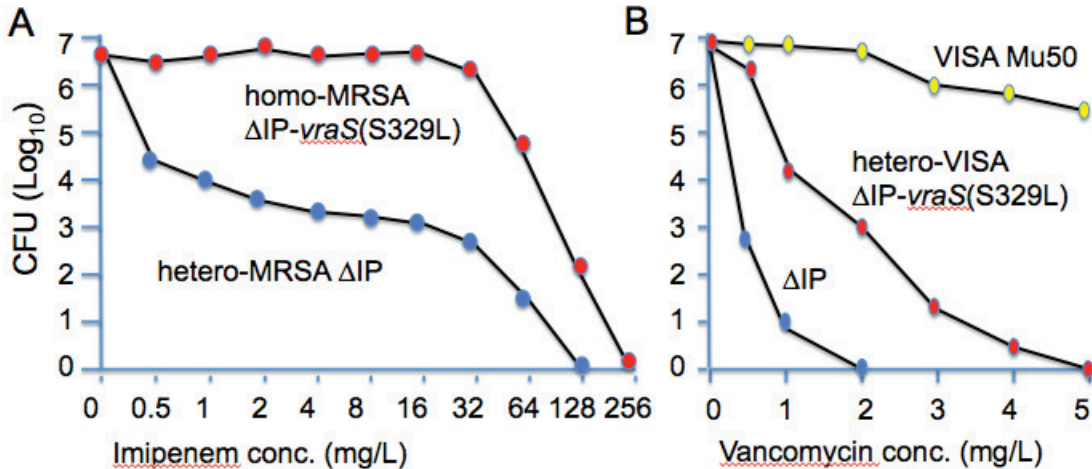 A
CFU (Log10)
7
6
5
4
3
2
1
0
homo-MRSA
ΔIP-vraS(S329L)
hetero-MRSA ΔIP
0 0.5 1 2 4 8 16 32 64 128 256
Imipenem conc. (mg/L)
B
7
6
5
4
3
2
1
0
VISA Mu50
hetero-VISA
ΔIP-vraS(S329L)
ΔIP
0 1 2 3 4 5
Vancomycin conc. (mg/L)